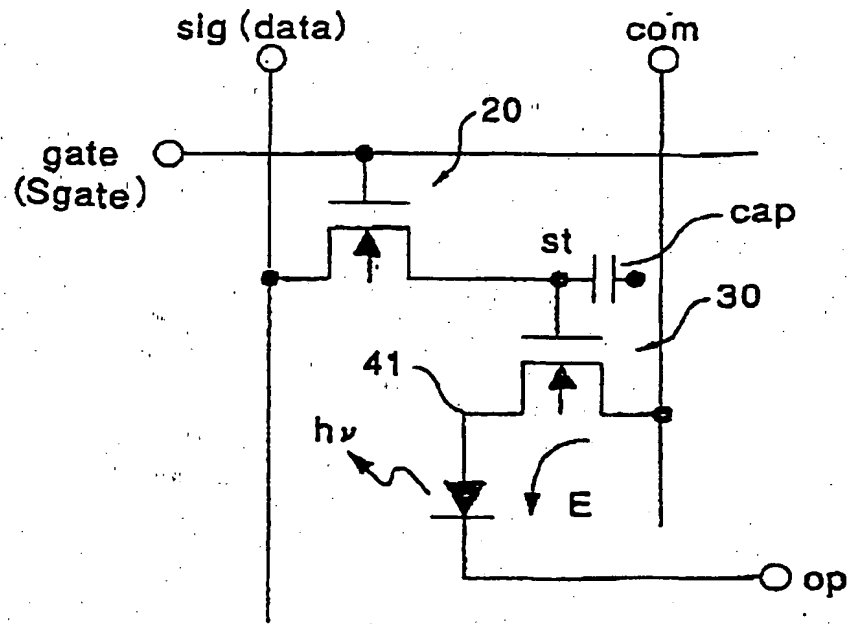 sig (data)
com
20
gate
(Sgate)
cap
st
30
41
hν
E
op